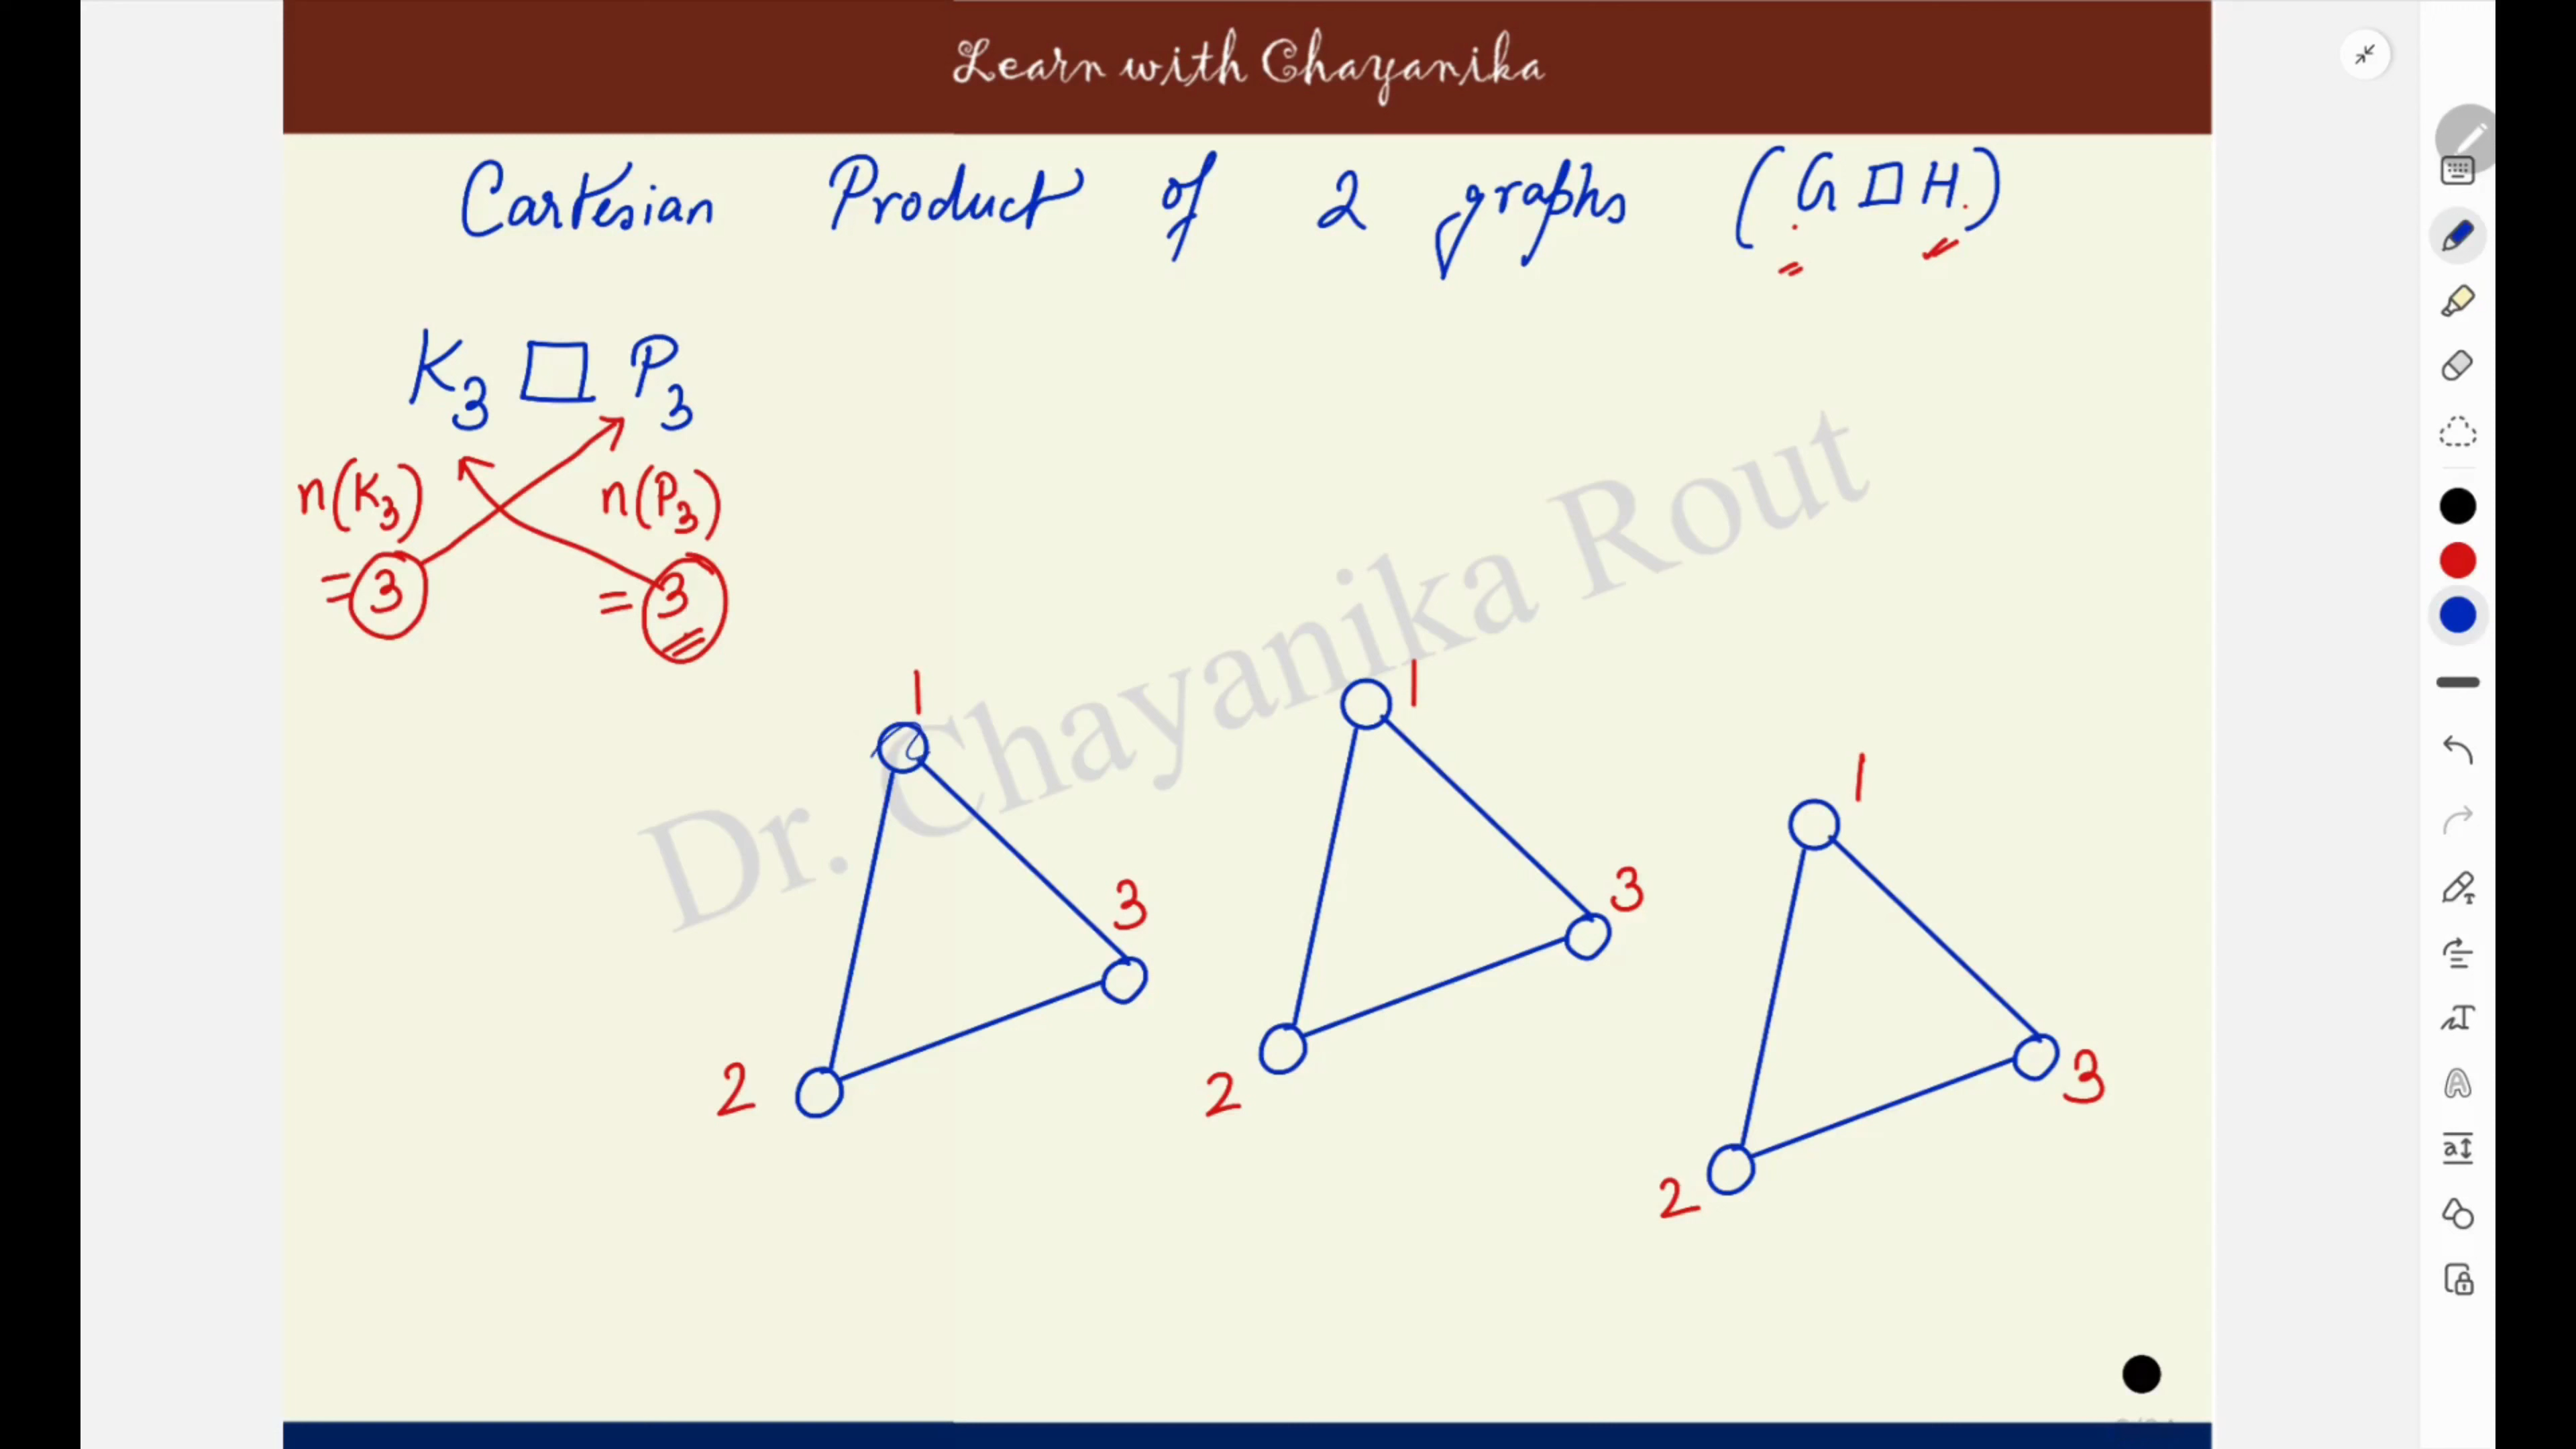 Learn with Chayanika
Cartesian Product of 2 graphs (G □ H)
K₃ □ P₃
n(K₃) n(P₃)
= 3 = 3
Dr. Chayanika Rout
1 1 1
3 3 3
2 2 2